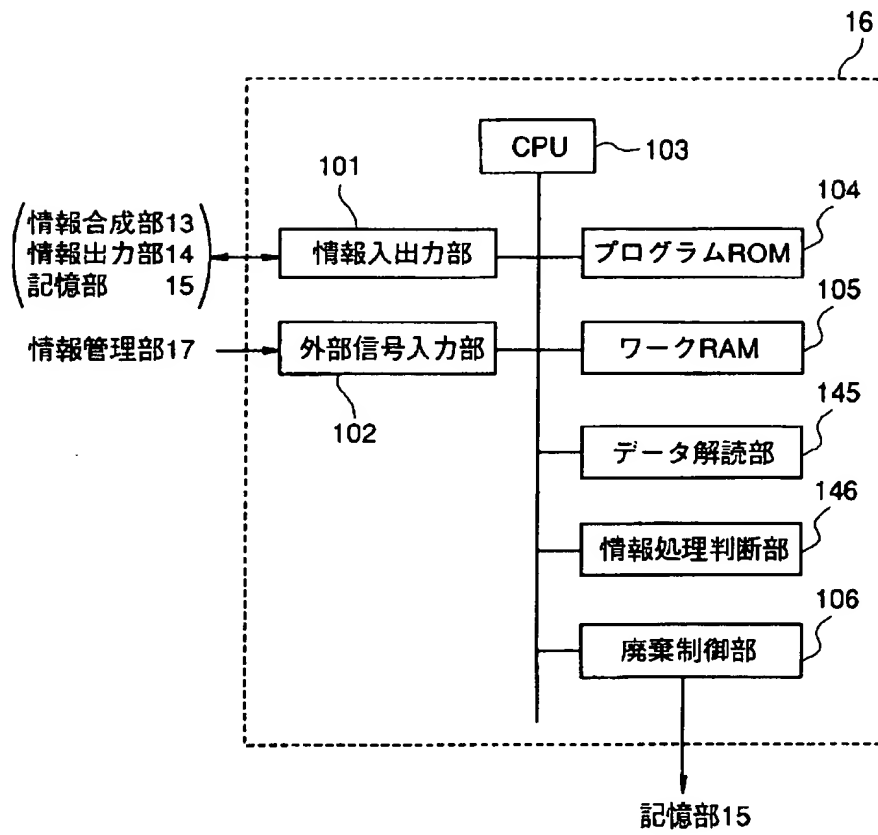 16
CPU
103
101
104
情報合成部13
情報出力部14
記憶部 15
情報入出力部
プログラムROM
105
情報管理部17
外部信号入力部
ワークRAM
102
145
データ解読部
146
情報処理判断部
106
廃棄制御部
記憶部15